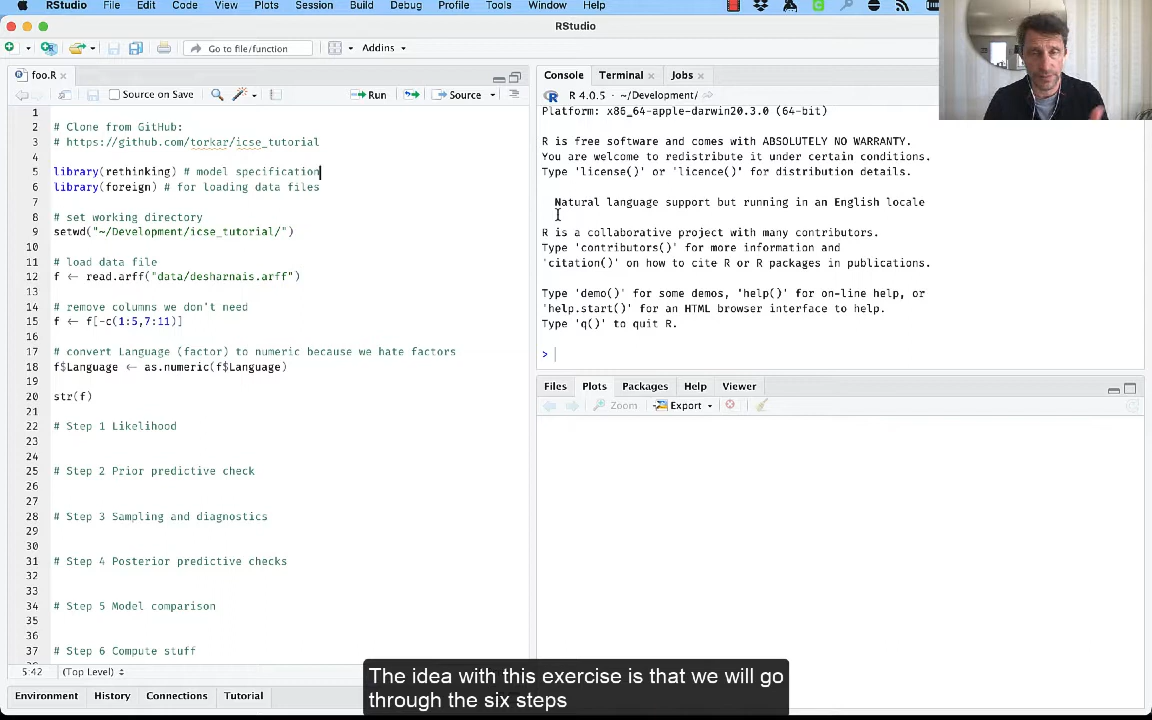 RStudio File Edit Code View Plots Session Build Debug Profile Tools Window Help
RStudio
Go to file/function Addins
foo.R
Source on Save Run Source
1
2 # Clone from GitHub:
3 # https://github.com/torkar/icse_tutorial
4
5 library(rethinking) # model specification
6 library(foreign) # for loading data files
7
8 # set working directory
9 setwd("~/Development/icse_tutorial/")
10
11 # load data file
12 f ← read.arff("data/desharnais.arff")
13
14 # remove columns we don't need
15 f ← f[-c(1:5,7:11)]
16
17 # convert Language (factor) to numeric because we hate factors
18 f$Language ← as.numeric(f$Language)
19
20 str(f)
21
22 # Step 1 Likelihood
23
24
25 # Step 2 Prior predictive check
26
27
28 # Step 3 Sampling and diagnostics
29
30
31 # Step 4 Posterior predictive checks
32
33
34 # Step 5 Model comparison
35
36
37 # Step 6 Compute stuff
5:42 (Top Level)
Environment History Connections Tutorial
Console Terminal Jobs
R 4.0.5 · ~/Development/
Platform: x86_64-apple-darwin20.3.0 (64-bit)
R is free software and comes with ABSOLUTELY NO WARRANTY.
You are welcome to redistribute it under certain conditions.
Type 'license()' or 'licence()' for distribution details.
Natural language support but running in an English locale
R is a collaborative project with many contributors.
Type 'contributors()' for more information and
'citation()' on how to cite R or R packages in publications.
Type 'demo()' for some demos, 'help()' for on-line help, or
'help.start()' for an HTML browser interface to help.
Type 'q()' to quit R.
>
Files Plots Packages Help Viewer
Zoom Export
The idea with this exercise is that we will go
through the six steps